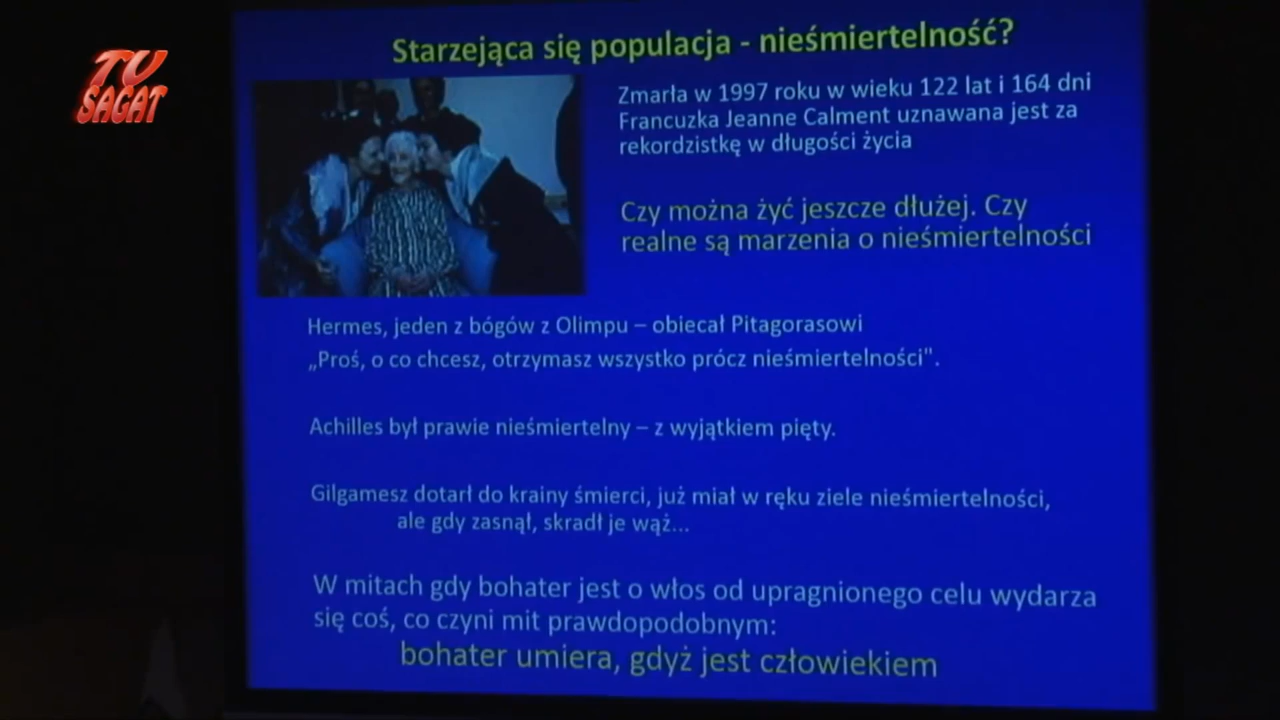 TV
SAGAT
Starzejąca się populacja - nieśmiertelność?
Zmarła w 1997 roku w wieku 122 lat i 164 dni
Francuzka Jeanne Calment uznawana jest za
rekordzistkę w długości życia
Czy można żyć jeszcze dłużej. Czy
realne są marzenia o nieśmiertelności
Hermes, jeden z bógów z Olimpu – obiecał Pitagorasowi
„Proś, o co chcesz, otrzymasz wszystko prócz nieśmiertelności".
Achilles był prawie nieśmiertelny – z wyjątkiem pięty.
Gilgamesz dotarł do krainy śmierci, już miał w ręku ziele nieśmiertelności,
ale gdy zasnął, skradł je wąż...
W mitach gdy bohater jest o włos od upragnionego celu wydarza
się coś, co czyni mit prawdopodobnym:
bohater umiera, gdyż jest człowiekiem